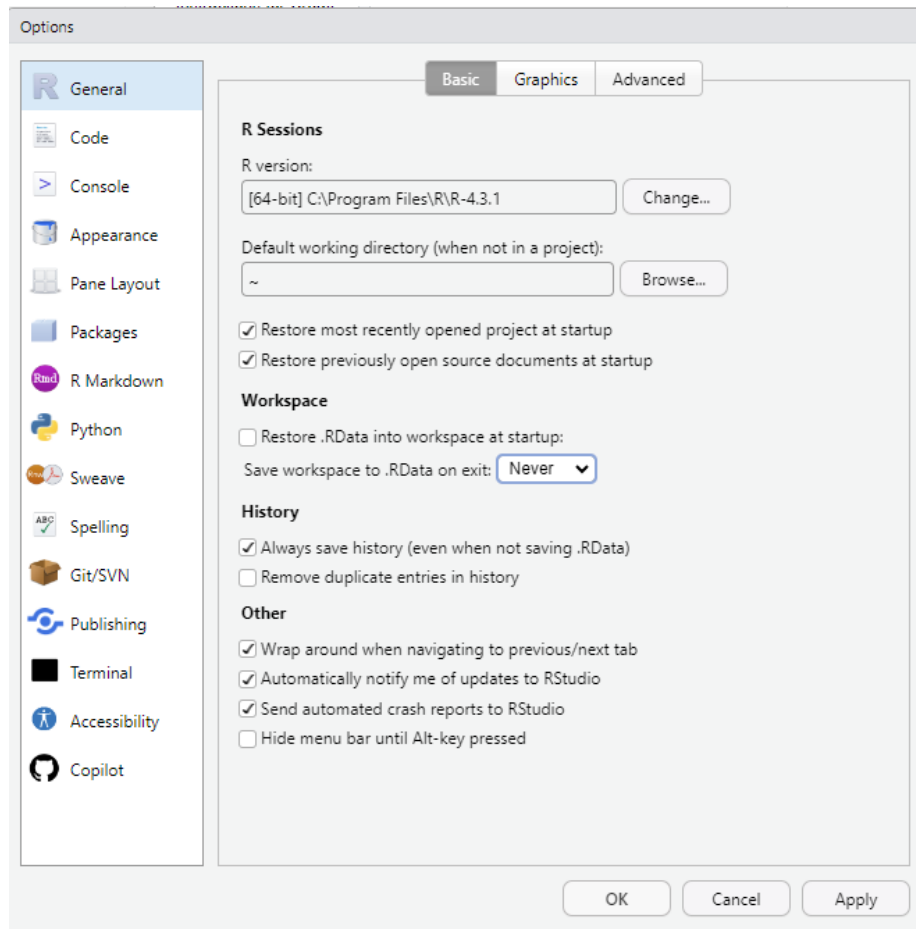 Options
General
Code
Console
Appearance
Pane Layout
Packages
Rmd R Markdown
Python
Sweave
ABC Spelling
Git/SVN
Publishing
Terminal
Accessibility
Copilot
Basic Graphics Advanced
R Sessions
R version:
[64-bit] C:\Program Files\R\R-4.3.1 Change...
Default working directory (when not in a project):
~ Browse...
Restore most recently opened project at startup
Restore previously open source documents at startup
Workspace
Restore .RData into workspace at startup:
Save workspace to .RData on exit: Never
History
Always save history (even when not saving .RData)
Remove duplicate entries in history
Other
Wrap around when navigating to previous/next tab
Automatically notify me of updates to RStudio
Send automated crash reports to RStudio
Hide menu bar until Alt-key pressed
OK Cancel Apply